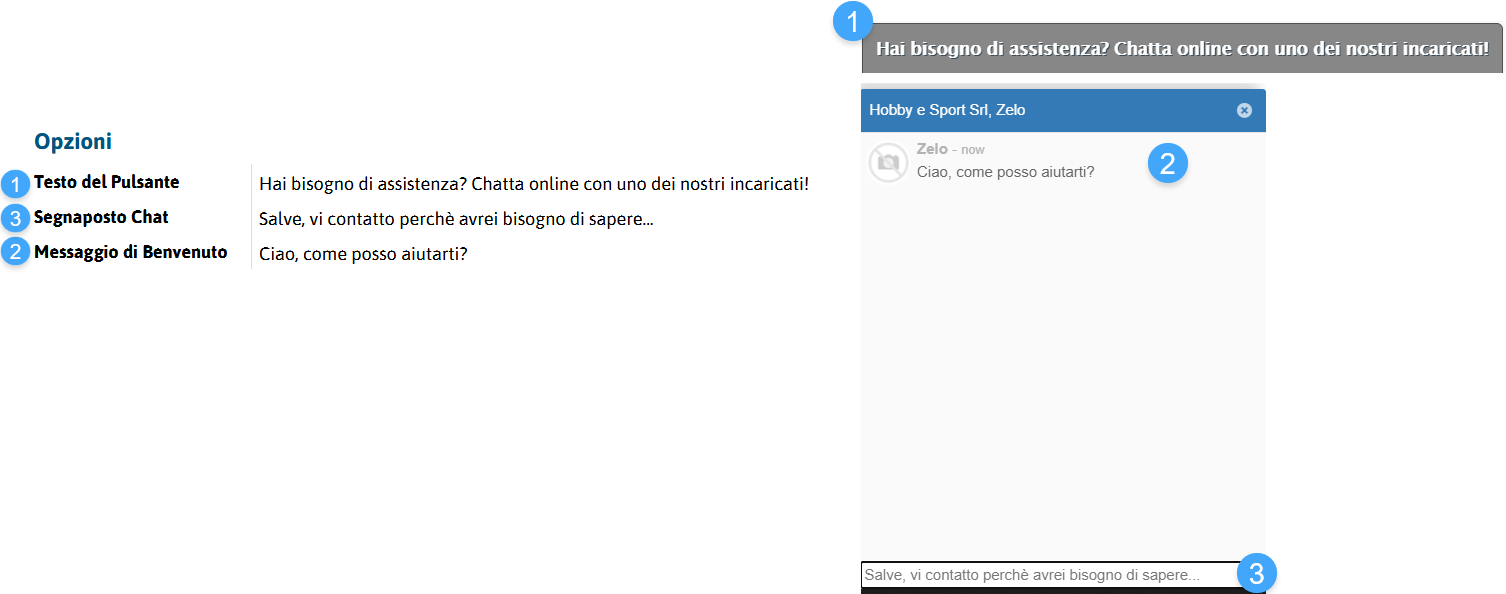 Opzioni
1 Testo del Pulsante Hai bisogno di assistenza? Chatta online con uno dei nostri incaricati!
3 Segnaposto Chat Salve, vi contatto perchè avrei bisogno di sapere...
2 Messaggio di Benvenuto Ciao, come posso aiutarti?
1
Hai bisogno di assistenza? Chatta online con uno dei nostri incaricati!
Hobby e Sport Srl, Zelo
Zelo - now
Ciao, come posso aiutarti?
2
Salve, vi contatto perchè avrei bisogno di sapere...
3